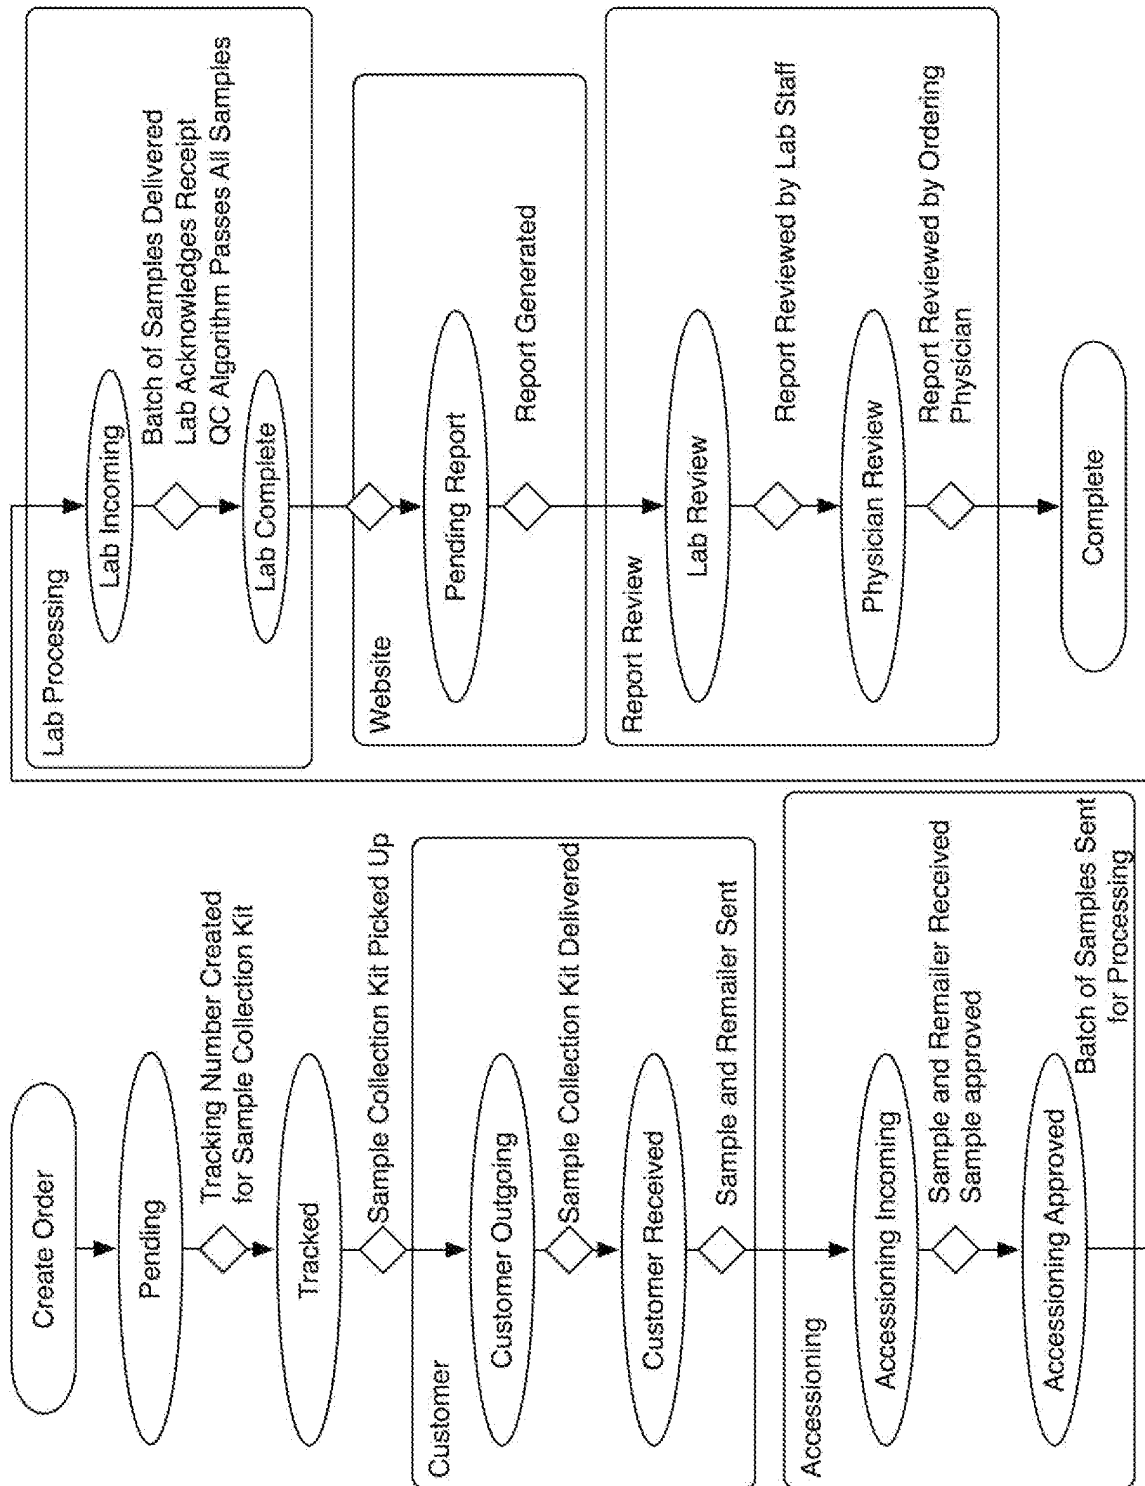 Create Order
Pending
Tracking Number Created
for Sample Collection Kit
Tracked
Sample Collection Kit Picked Up
Customer
Customer Outgoing
Sample Collection Kit Delivered
Customer Received
Sample and Remailer Sent
Accessioning
Accessioning Incoming
Sample and Remailer Received
Sample approved
Accessioning Approved
Batch of Samples Sent
for Processing
Lab Processing
Lab Incoming
Batch of Samples Delivered
Lab Acknowledges Receipt
QC Algorithm Passes All Samples
Lab Complete
Website
Pending Report
Report Generated
Report Review
Lab Review
Report Reviewed by Lab Staff
Physician Review
Report Reviewed by Ordering
Physician
Complete